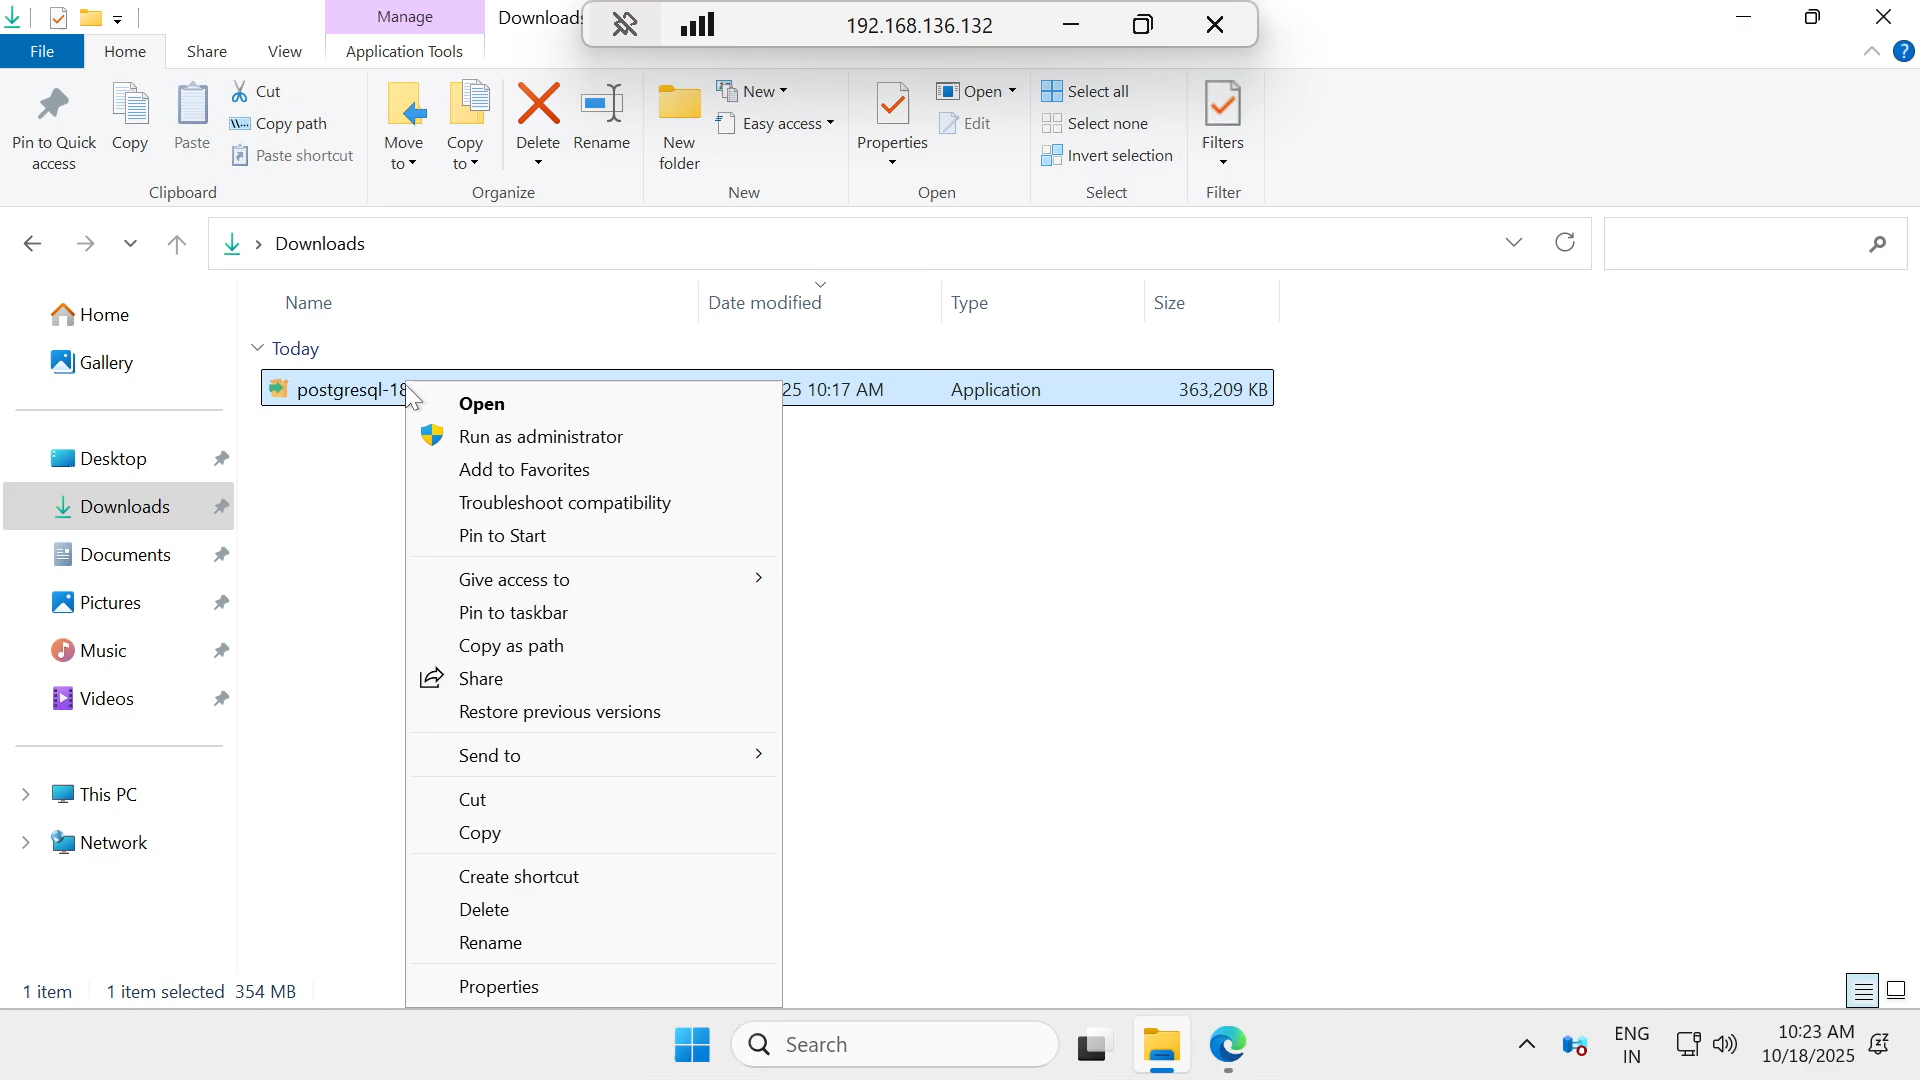 Manage
Downloads
192.168.136.132
File
Home
Share
View
Application Tools
?
Pin to Quick access
Copy
Paste
Cut
Copy path
Paste shortcut
Clipboard
Move to
Copy to
Delete
Rename
Organize
New folder
New
Easy access
New
Properties
Open
Edit
Open
Select all
Select none
Invert selection
Select
Filters
Filter
Downloads
Name
Date modified
Type
Size
Home
Gallery
Desktop
Downloads
Documents
Pictures
Music
Videos
This PC
Network
Today
postgresql-18
25 10:17 AM
Application
363,209 KB
Open
Run as administrator
Add to Favorites
Troubleshoot compatibility
Pin to Start
Give access to
Pin to taskbar
Copy as path
Share
Restore previous versions
Send to
Cut
Copy
Create shortcut
Delete
Rename
Properties
1 item
1 item selected 354 MB
Search
ENG
IN
10:23 AM
10/18/2025